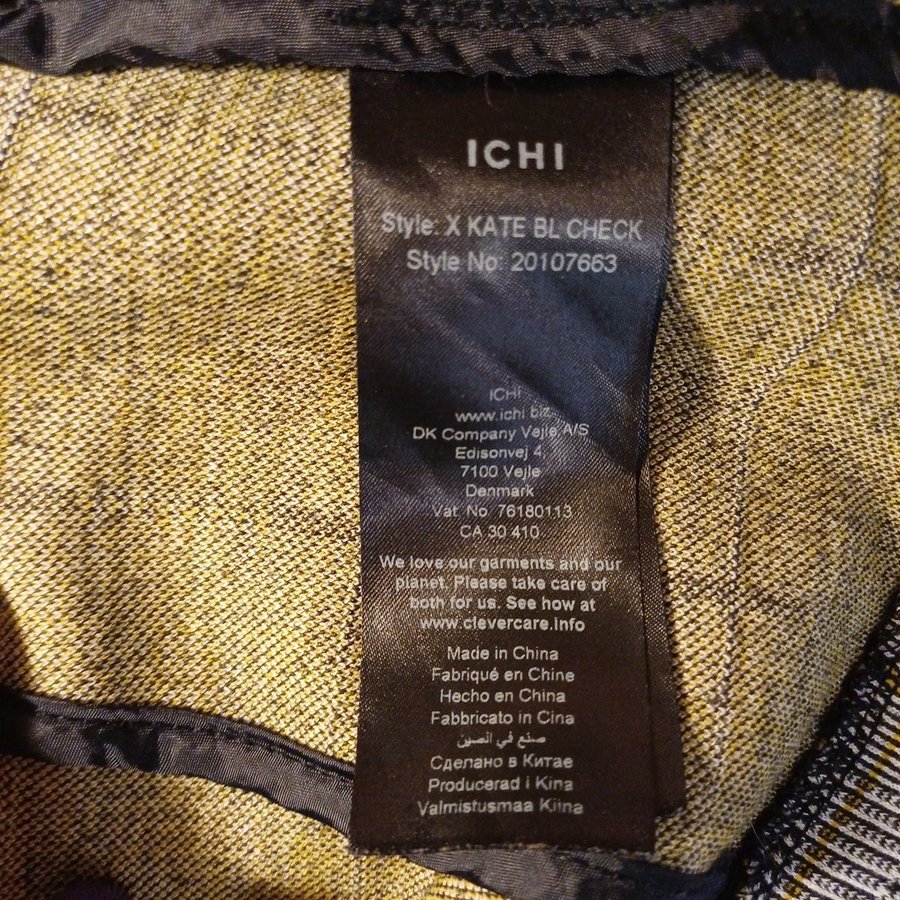 ICHI
Style: X KATE BL CHECK
Style No: 20107663
ICHI
www.ichi.biz
DK Company Vejle A/S
Edisonvej 4,
7100 Vejle
Denmark
Vat. No. 76180113
CA 30 410
We love our garments and our
planet. Please take care of
both for us. See how at
www.clevercare.info
Made in China
Fabriqué en Chine
Hecho en China
Fabbricato in Cina
صنع في الصين
Сделано в Китае
Producerad i Kina
Valmistusmaa Kiina